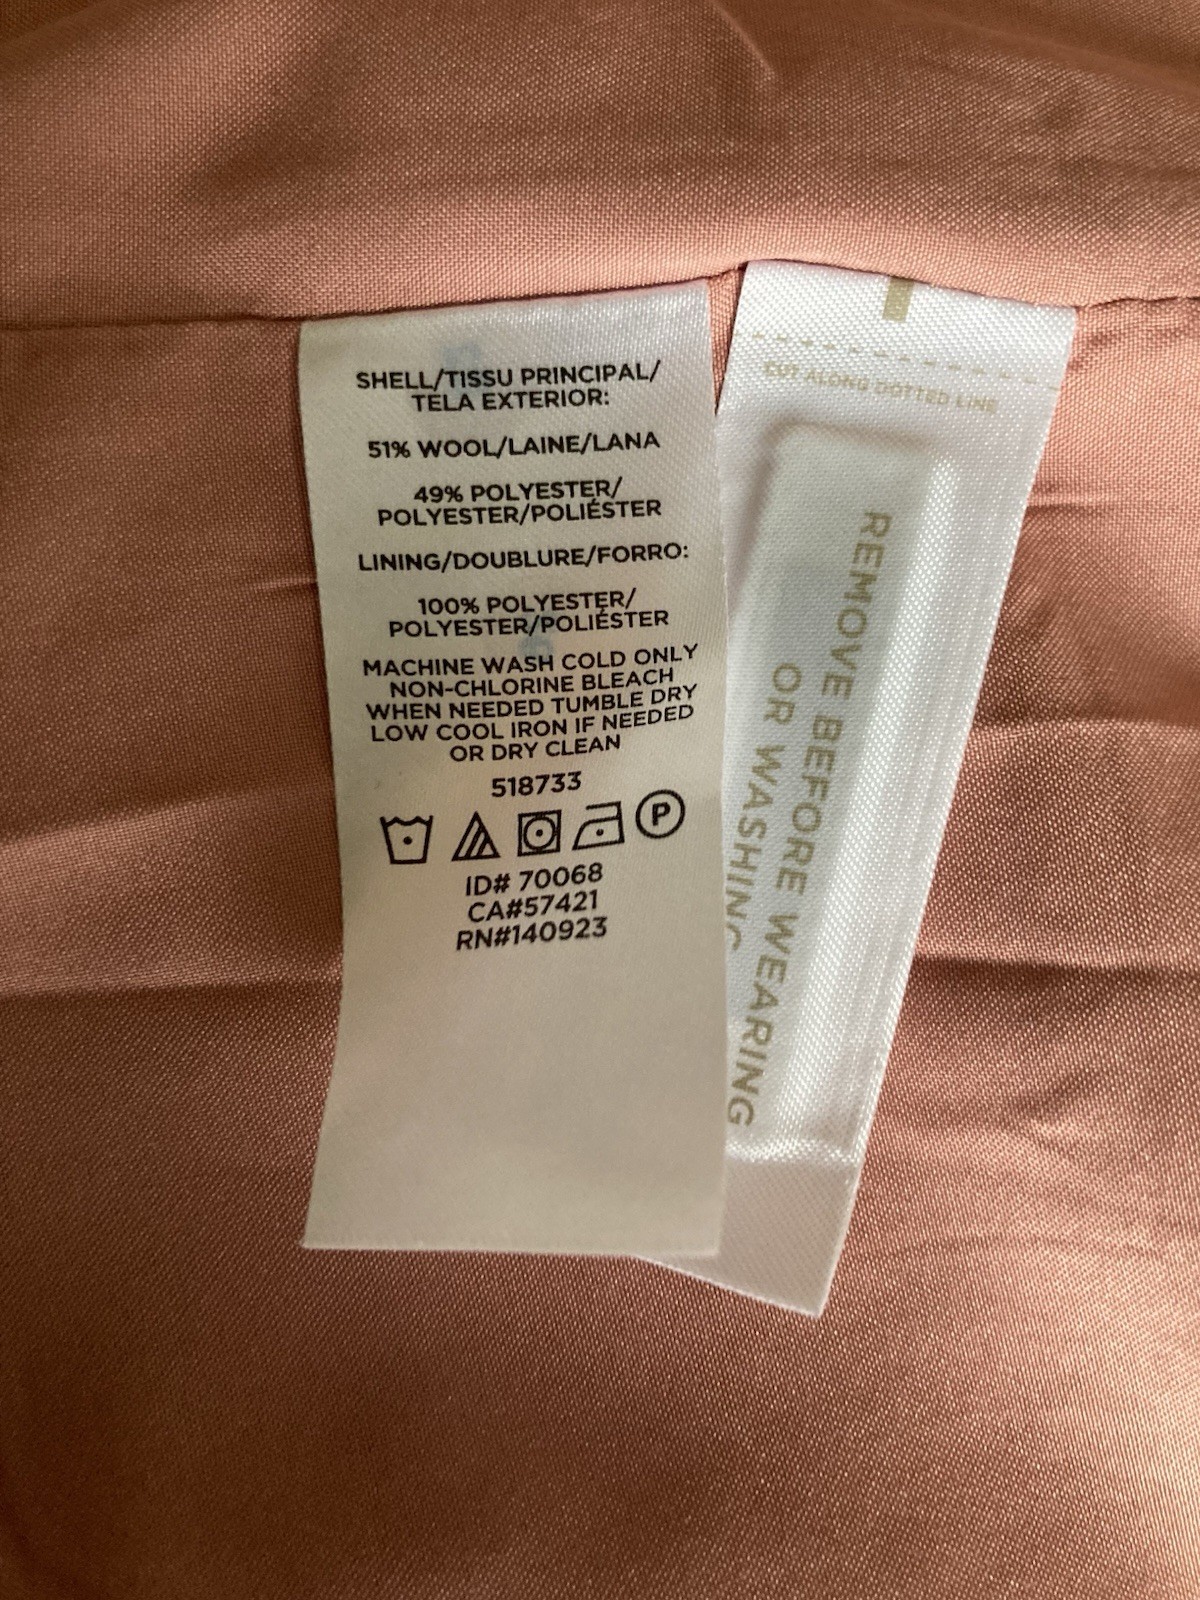 SHELL/TISSU PRINCIPAL/
TELA EXTERIOR:
51% WOOL/LAINE/LANA
49% POLYESTER/
POLYESTER/POLIÉSTER
LINING/DOUBLURE/FORRO:
100% POLYESTER/
POLYESTER/POLIÉSTER
MACHINE WASH COLD ONLY
NON-CHLORINE BLEACH
WHEN NEEDED TUMBLE DRY
LOW COOL IRON IF NEEDED
OR DRY CLEAN
518733
P
ID# 70068
CA#57421
RN#140923
CUT ALONG DOTTED LINE
REMOVE BEFORE WEARING
OR WASHING